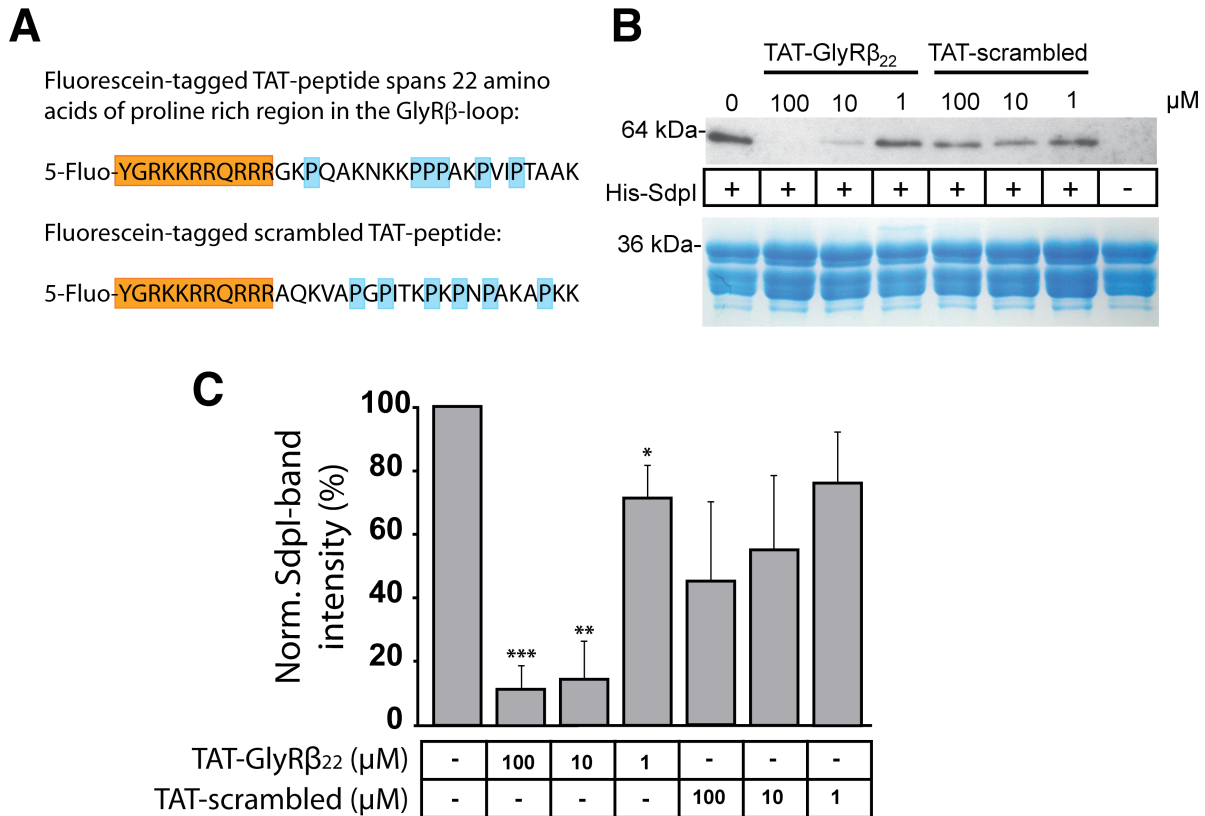 A
Fluorescein-tagged TAT-peptide spans 22 amino
acids of proline rich region in the GlyRβ-loop:
5-Fluo-YGRKKRRQRRRGKPQAKNKKPPPAKPVIPTAAK
Fluorescein-tagged scrambled TAT-peptide:
5-Fluo-YGRKKRRQRRRAQKVAPGPITKPKPNPAKAPKK
B
TAT-GlyRβ22 TAT-scrambled
0 100 10 1 100 10 1 μM
64 kDa-
His-SdpI + + + + + + + -
36 kDa-
C
Norm. SdpI-band
intensity (%)
100
80
60
40
20
0
*** ** *
TAT-GlyRβ22 (μM) - 100 10 1 - - -
TAT-scrambled (μM) - - - - 100 10 1